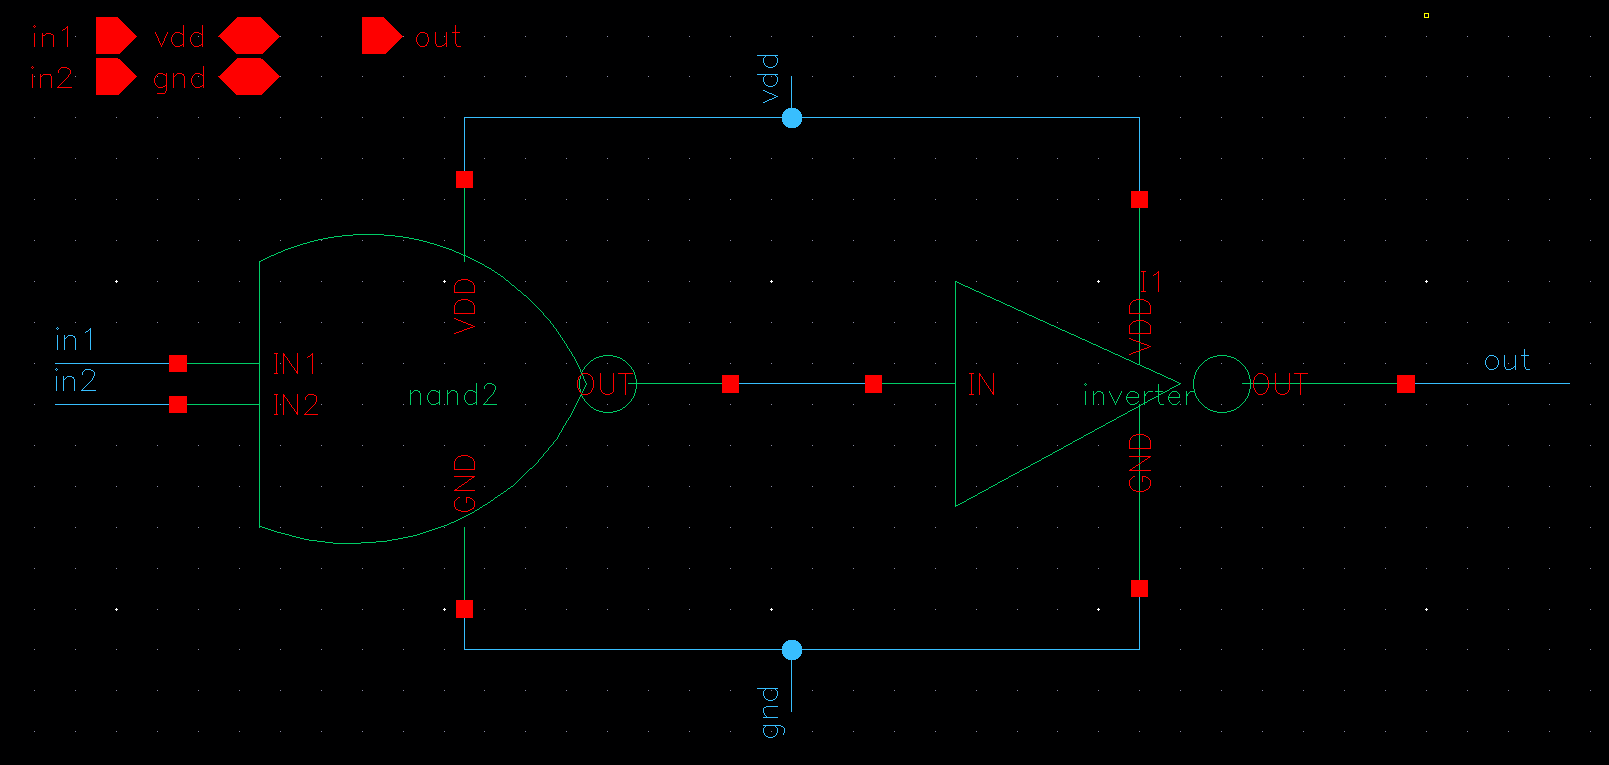 in1 vdd out
in2 gnd
vdd
VDD
I1
VDD
in1
IN1
in2
IN2
nand2
OUT
IN
inverter
OUT
out
GND
GND
gnd